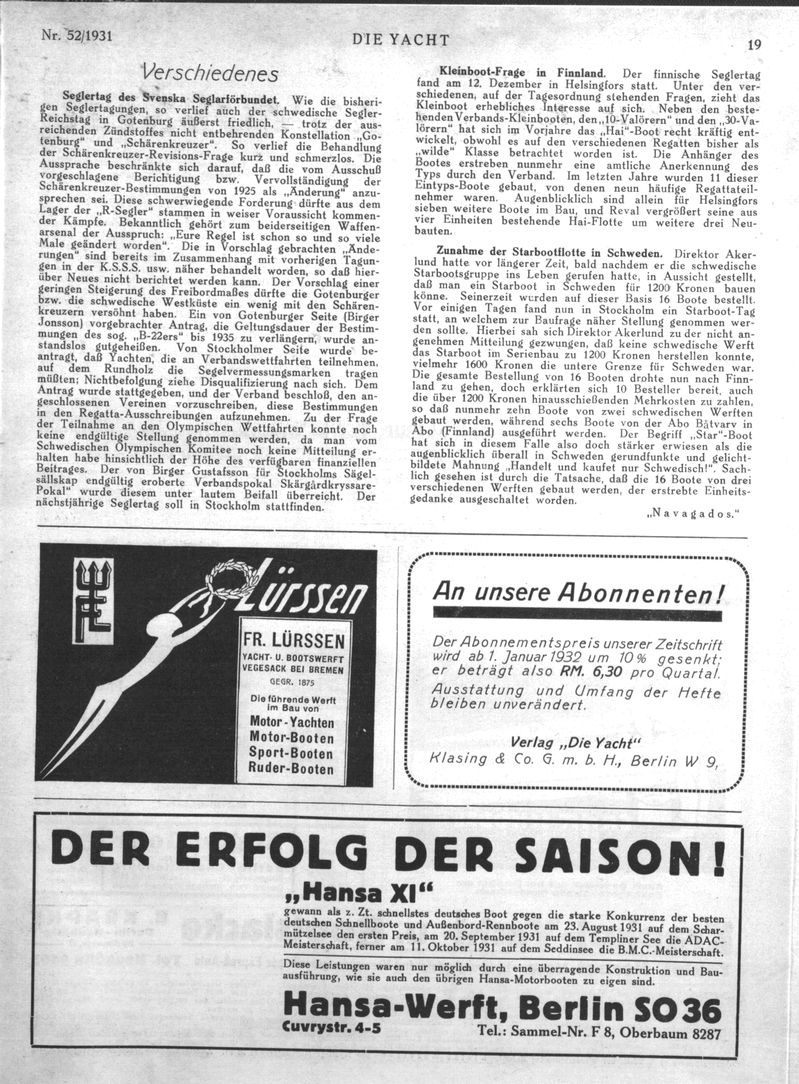 Nr. 52/1931
DIE YACHT
19
Verschiedenes
Seglertag des Svenska Seglarförbundet. Wie die bisheri-
gen Seglertagungen, so verlief auch der schwedische Segler-
Reichstag in Gotenburg äußerst friedlich, — trotz der aus-
reichenden Zündstoffes nicht entbehrenden Konstellation „Go-
tenburg" und „Schärenkreuzer". So verlief die Behandlung
der Schärenkreuzer-Revisions-Frage kurz und schmerzlos. Die
Aussprache beschränkte sich darauf, daß die vom Ausschuß
vorgeschlagene Berichtigung bzw. Vervollständigung der
Schärenkreuzer-Bestimmungen von 1925 als „Änderung" anzu-
sprechen sei. Diese schwerwiegende Forderung dürfte aus dem
Lager der „R-Segler" stammen in weiser Voraussicht kommen-
der Kämpfe. Bekanntlich gehört zum beiderseitigen Waffen-
arsenal der Ausspruch: „Eure Regel ist schon so und so viele
Male geändert worden". Die in Vorschlag gebrachten „Ände-
rungen" sind bereits im Zusammenhang mit vorherigen Tagun-
gen in der K.S.S.S. usw. näher behandelt worden, so daß hier-
über Neues nicht berichtet werden kann. Der Vorschlag einer
geringen Steigerung des Freibordmaßes dürfte die Gotenburger
bzw. die schwedische Westküste ein wenig mit den Schären-
kreuzern versöhnt haben. Ein von Gotenburger Seite (Birger
Jonsson) vorgebrachter Antrag, die Geltungsdauer der Bestim-
mungen des sog. „B-22ers" bis 1935 zu verlängern, wurde an-
standslos gutgeheißen. Von Stockholmer Seite wurde be-
antragt, daß Yachten, die an Verbandswettfahrten teilnehmen,
auf dem Rundholz die Segelvermessungsmarken tragen
müßten; Nichtbefolgung ziehe Disqualifizierung nach sich. Dem
Antrag wurde stattgegeben, und der Verband beschloß, den an-
geschlossenen Vereinen vorzuschreiben, diese Bestimmungen
in den Regatta-Ausschreibungen aufzunehmen. Zu der Frage
der Teilnahme an den Olympischen Wettfahrten konnte noch
keine endgültige Stellung genommen werden, da man vom
Schwedischen Olympischen Komitee noch keine Mitteilung er-
halten habe hinsichtlich der Höhe des verfügbaren finanziellen
Beitrages. Der von Birger Gustafsson für Stockholms Sägel-
sällskap endgültig eroberte Verbandspokal Skärgårdkryssare-
Pokal" wurde diesem unter lautem Beifall überreicht. Der
nächstjährige Seglertag soll in Stockholm stattfinden.
Kleinboot-Frage in Finnland. Der finnische Seglertag
fand am 12. Dezember in Helsingfors statt. Unter den ver-
schiedenen, auf der Tagesordnung stehenden Fragen, zieht das
Kleinboot erhebliches Interesse auf sich. Neben den beste-
henden Verbands-Kleinbooten, den „10-Valörern" und den „30-Va-
lörern" hat sich im Vorjahre das „Hai"-Boot recht kräftig ent-
wickelt, obwohl es auf den verschiedenen Regatten bisher als
„wilde" Klasse betrachtet worden ist. Die Anhänger des
Bootes erstreben nunmehr eine amtliche Anerkennung des
Typs durch den Verband. Im letzten Jahre wurden 11 dieser
Eintyps-Boote gebaut, von denen neun häufige Regattateil-
nehmer waren. Augenblicklich sind allein für Helsingfors
sieben weitere Boote im Bau, und Reval vergrößert seine aus
vier Einheiten bestehende Hai-Flotte um weitere drei Neu-
bauten.
Zunahme der Starbootflotte in Schweden. Direktor Aker-
lund hatte vor längerer Zeit, bald nachdem er die schwedische
Starbootsgruppe ins Leben gerufen hatte, in Aussicht gestellt,
daß man ein Starboot in Schweden für 1200 Kronen bauen
könne. Seinerzeit wurden auf dieser Basis 16 Boote bestellt.
Vor einigen Tagen fand nun in Stockholm ein Starboot-Tag
statt, an welchem zur Baufrage näher Stellung genommen wer-
den sollte. Hierbei sah sich Direktor Akerlund zu der nicht an-
genehmen Mitteilung gezwungen, daß keine schwedische Werft
das Starboot im Serienbau zu 1200 Kronen herstellen konnte,
vielmehr 1600 Kronen die untere Grenze für Schweden war.
Die gesamte Bestellung von 16 Booten drohte nun nach Finn-
land zu gehen, doch erklärten sich 10 Besteller bereit, auch
die über 1200 Kronen hinausschießenden Mehrkosten zu zahlen,
so daß nunmehr zehn Boote von zwei schwedischen Werften
gebaut werden, während sechs Boote von der Abo Båtvarv in
Abo (Finnland) ausgeführt werden. Der Begriff „Star"-Boot
hat sich in diesem Falle also doch stärker erwiesen als die
augenblicklich überall in Schweden gerundfunkte und gelicht-
bildete Mahnung „Handelt und kaufet nur Schwedisch!". Sach-
lich gesehen ist durch die Tatsache, daß die 16 Boote von drei
verschiedenen Werften gebaut werden, der erstrebte Einheits-
gedanke ausgeschaltet worden.
„Navagados."
Lürssen
FR. LÜRSSEN
YACHT- U. BOOTSWERFT
VEGESACK BEI BREMEN
GEGR. 1875
Die führende Werft
im Bau von
Motor-Yachten
Motor-Booten
Sport-Booten
Ruder-Booten
An unsere Abonnenten!
Der Abonnementspreis unserer Zeitschrift
wird ab 1. Januar 1932 um 10% gesenkt;
er beträgt also RM. 6,30 pro Quartal.
Ausstattung und Umfang der Hefte
bleiben unverändert.
Verlag „Die Yacht"
Klasing & Co. G. m. b. H., Berlin W 9,
DER ERFOLG DER SAISON!
„Hansa XI"
gewann als z. Zt. schnellstes deutsches Boot gegen die starke Konkurrenz der besten
deutschen Schnellboote und Außenbord-Rennboote am 23. August 1931 auf dem Schar-
mützelsee den ersten Preis, am 20. September 1931 auf dem Templiner See die ADAC-
Meisterschaft, ferner am 11. Oktober 1931 auf dem Seddinsee die B.M.C.-Meisterschaft.
Diese Leistungen waren nur möglich durch eine überragende Konstruktion und Bau-
ausführung, wie sie auch den übrigen Hansa-Motorbooten zu eigen sind.
Hansa-Werft, Berlin SO 36
Cuvrystr. 4-5
Tel.: Sammel-Nr. F 8, Oberbaum 8287